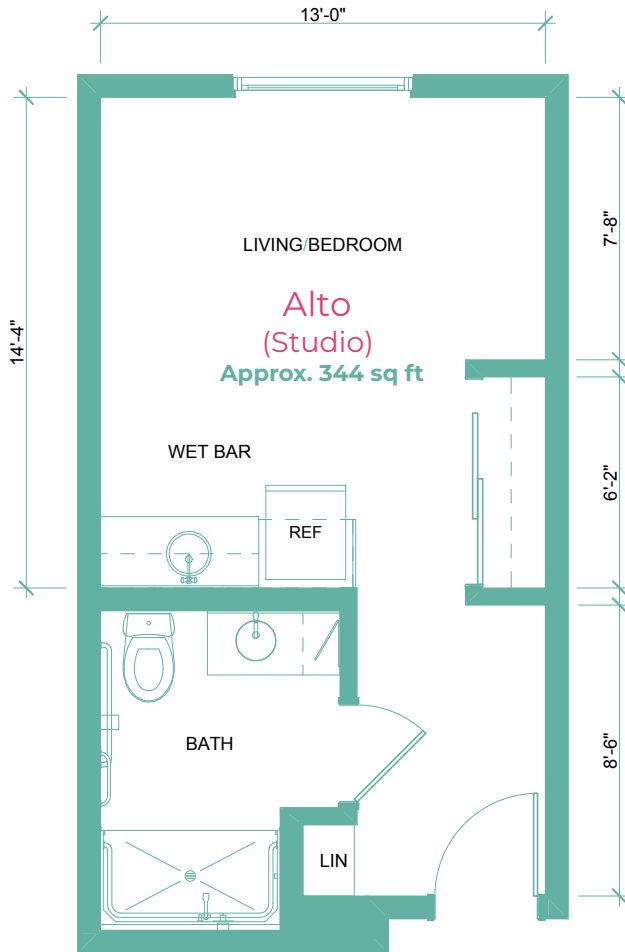 13'-0"
LIVING/BEDROOM
7'-8"
Alto
(Studio)
Approx. 344 sq ft
14'-4"
WET BAR
6'-2"
REF
BATH
8'-6"
LIN